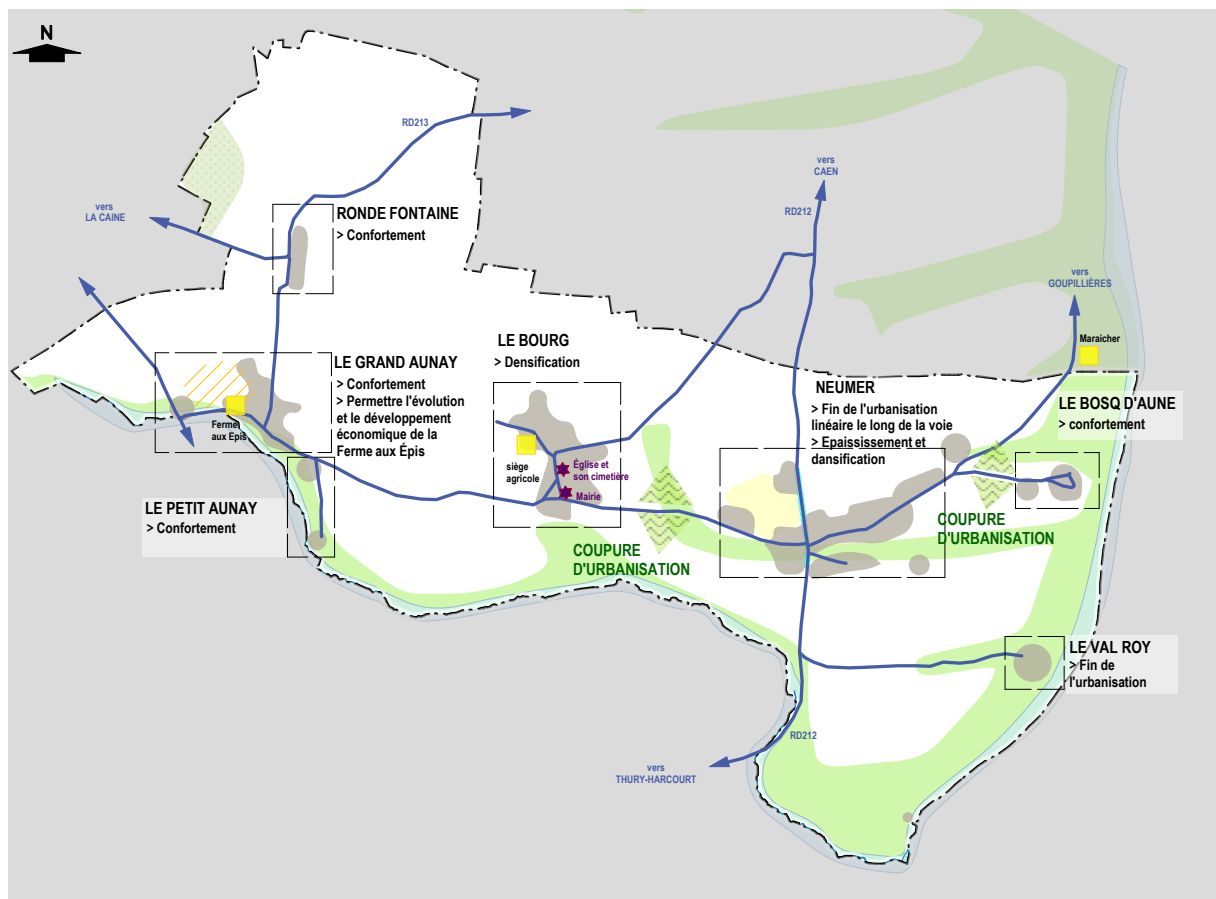 N
RD213
vers
CAEN
RD212
vers
LA CAINE
RONDE FONTAINE
> Confortement
vers
GOUPILLIÈRES
Maraicher
LE BOURG
> Densification
LE GRAND AUNAY
> Confortement
> Permettre l'évolution
et le développement
économique de la
Ferme aux Épis
NEUMER
> Fin de l'urbanisation
linéaire le long de la voie
> Epaississement et
dansification
LE BOSQ D'AUNE
> confortement
Ferme
aux Epis
siège
agricole
Église et
son cimetière
Mairie
LE PETIT AUNAY
> Confortement
COUPURE
D'URBANISATION
COUPURE
D'URBANISATION
LE VAL ROY
> Fin de
l'urbanisation
RD212
vers
THURY-HARCOURT